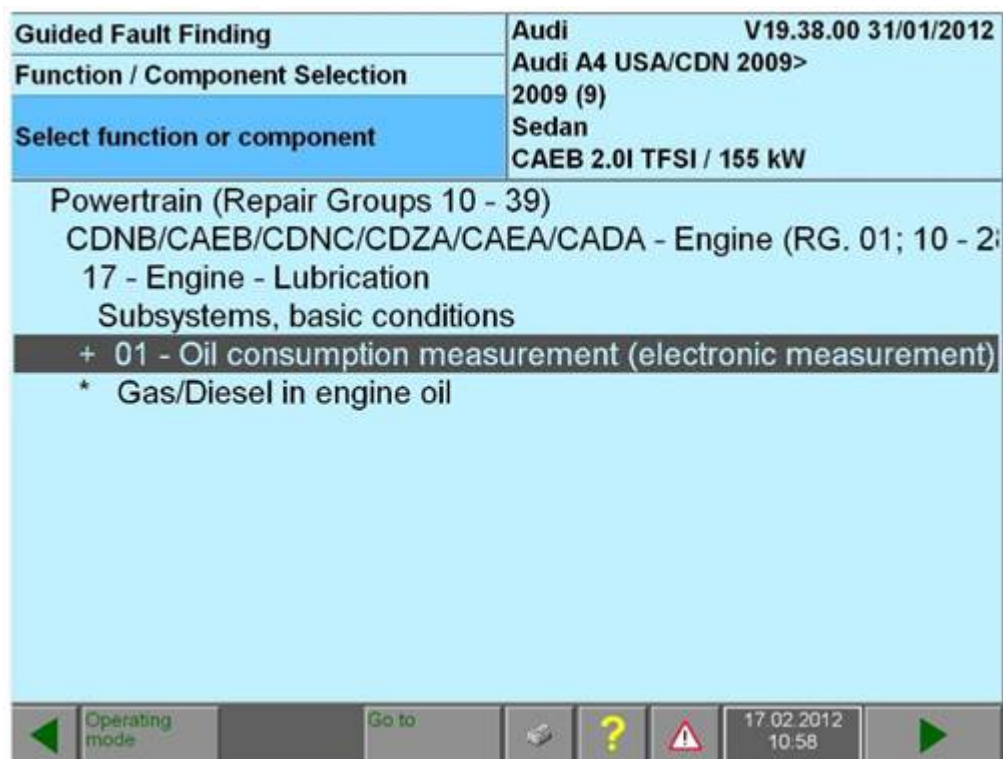 Guided Fault Finding
Function / Component Selection
Select function or component
Audi V19.38.00 31/01/2012
Audi A4 USA/CDN 2009>
2009 (9)
Sedan
CAEB 2.0l TFSI / 155 kW
Powertrain (Repair Groups 10 - 39)
CDNB/CAEB/CDNC/CDZA/CAEA/CADA - Engine (RG. 01; 10 - 2
17 - Engine - Lubrication
Subsystems, basic conditions
+ 01 - Oil consumption measurement (electronic measurement)
* Gas/Diesel in engine oil
Operating
mode
Go to
?
17.02.2012
10:58